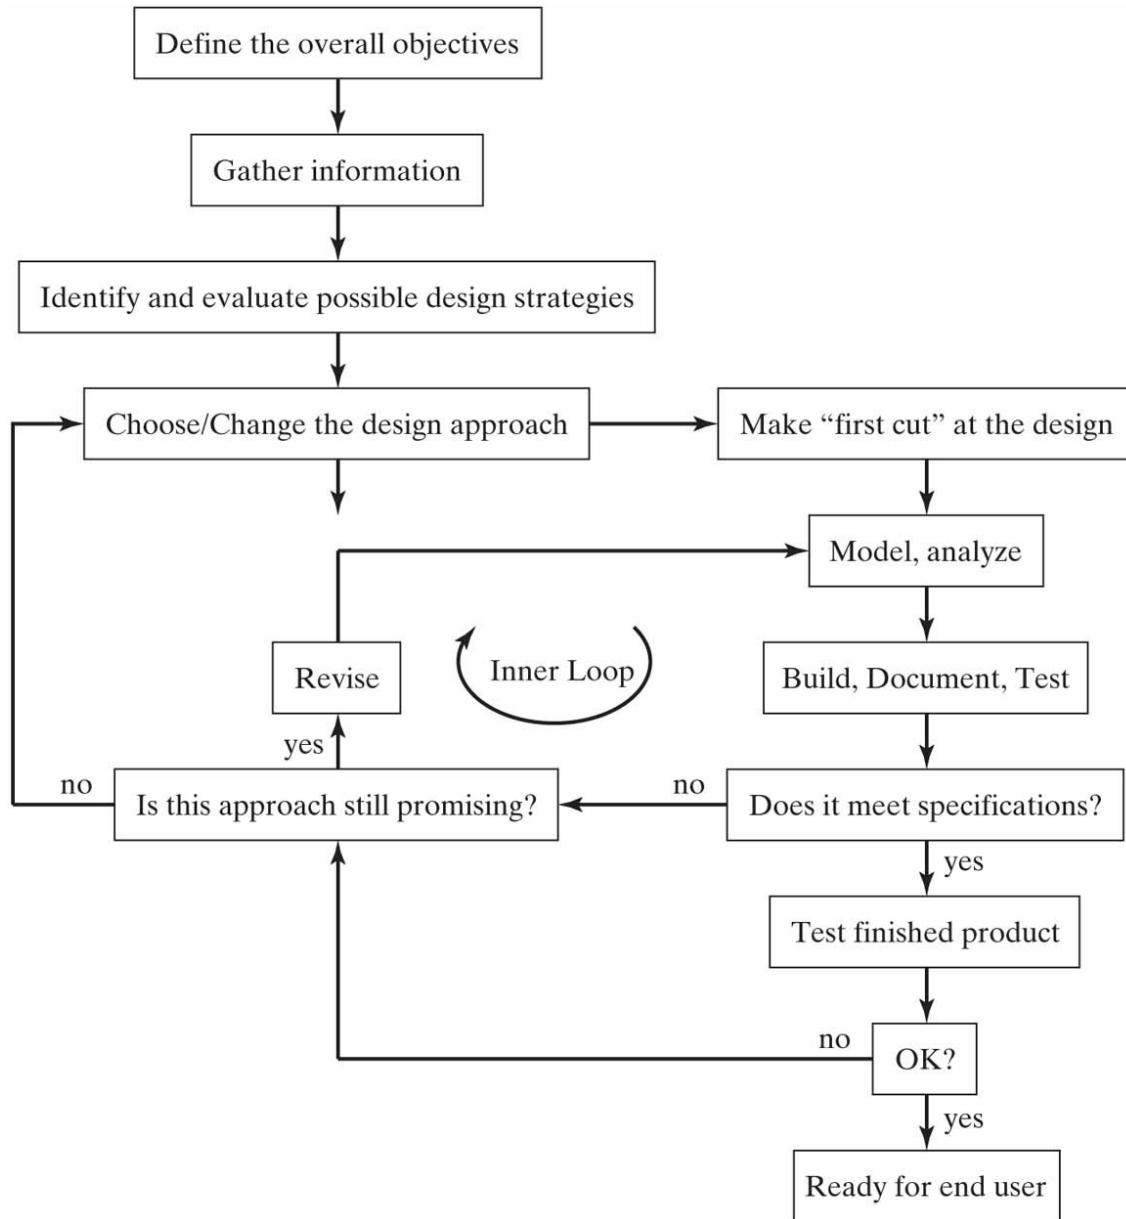 Define the overall objectives
Gather information
Identify and evaluate possible design strategies
Choose/Change the design approach
Make “first cut” at the design
Model, analyze
Revise
Inner Loop
Build, Document, Test
yes
no
Is this approach still promising?
no
Does it meet specifications?
yes
Test finished product
no
OK?
yes
Ready for end user